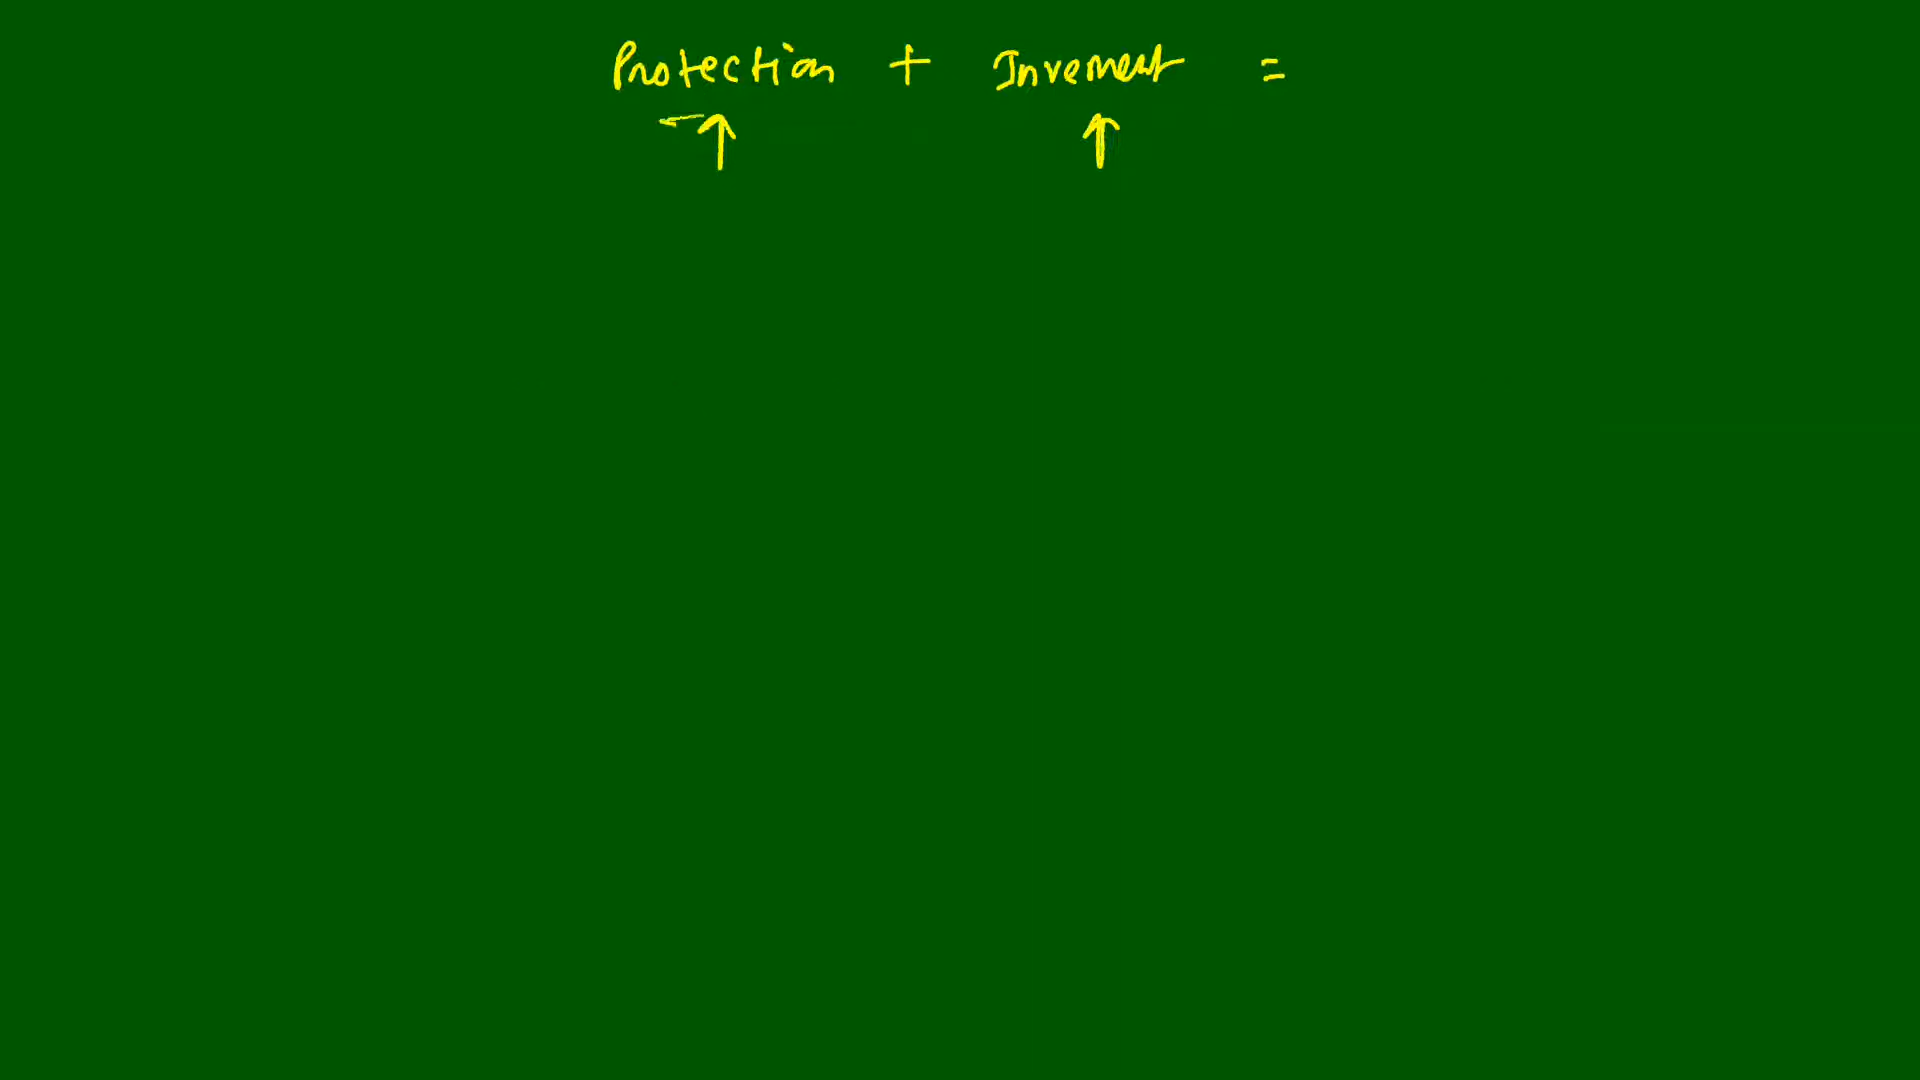 Protection + Invement =